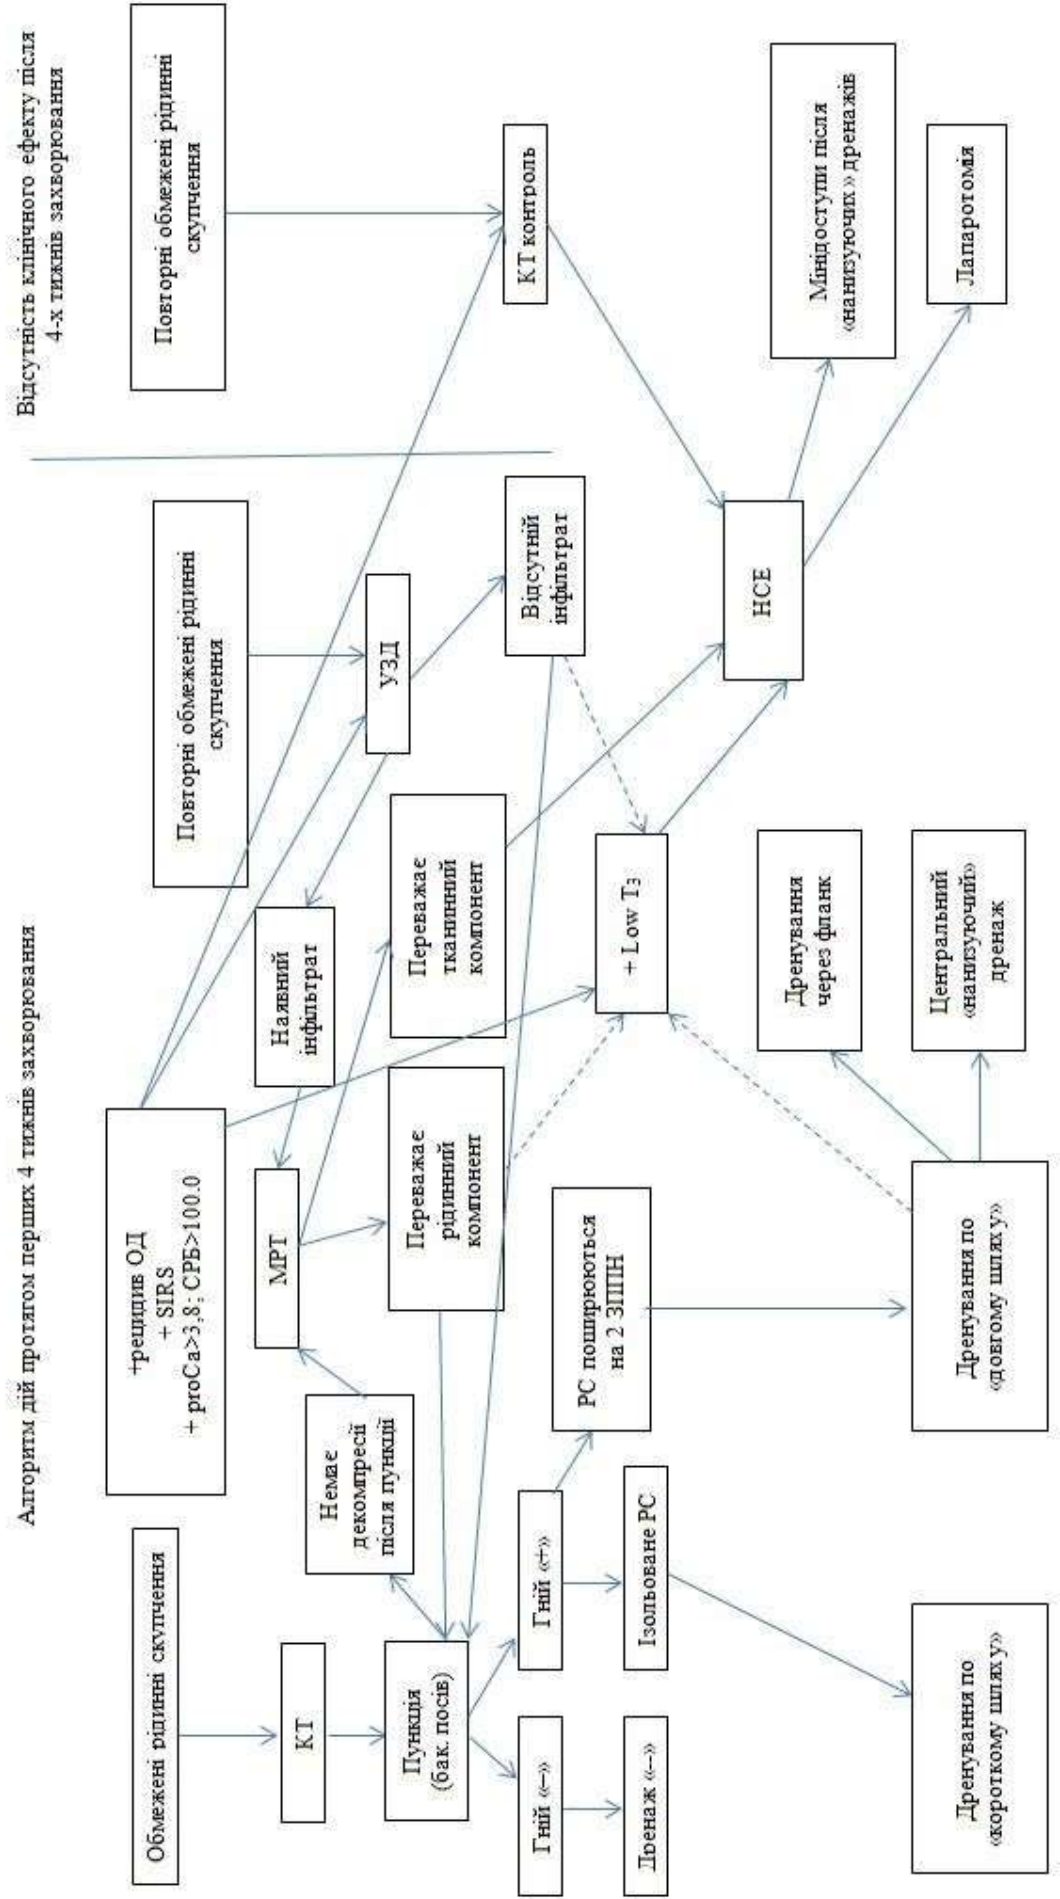 Алгоритм дій протягом перших 4 тижнів захворювання
Відсутність клінічного ефекту після
4-х тижнів захворювання
Обмежені рідинні скупчення
+рецидив ОД
+ SIRS
+ proCa>3,8; СРБ>100.0
Повторні обмежені рідинні
скупчення
Повторні обмежені рідинні
скупчення
КТ
Немає
декомпресії
після пункції
МРТ
Наявний
інфільтрат
УЗД
КТ контроль
Пункція
(бак. посів)
Переважає
рідинний
компонент
Переважає
тканинний
компонент
Відсутній
інфільтрат
Гній «–»
Гній «+»
РС поширюються
на 2 ЗППН
+ Low T3
НСЕ
Мінідоступи після
«нанизуючих» дренажів
Дренаж «–»
Ізольоване РС
Дренування
через фланк
Лапаротомія
Дренування по
«короткому шляху»
Дренування по
«довгому шляху»
Центральний
«нанизуючий»
дренаж